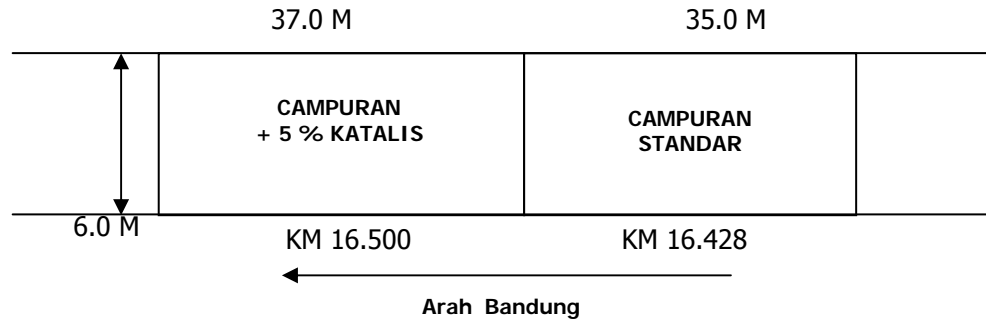 37.0 M
35.0 M
CAMPURAN
+ 5 % KATALIS
CAMPURAN
STANDAR
6.0 M
KM 16.500
KM 16.428
Arah Bandung